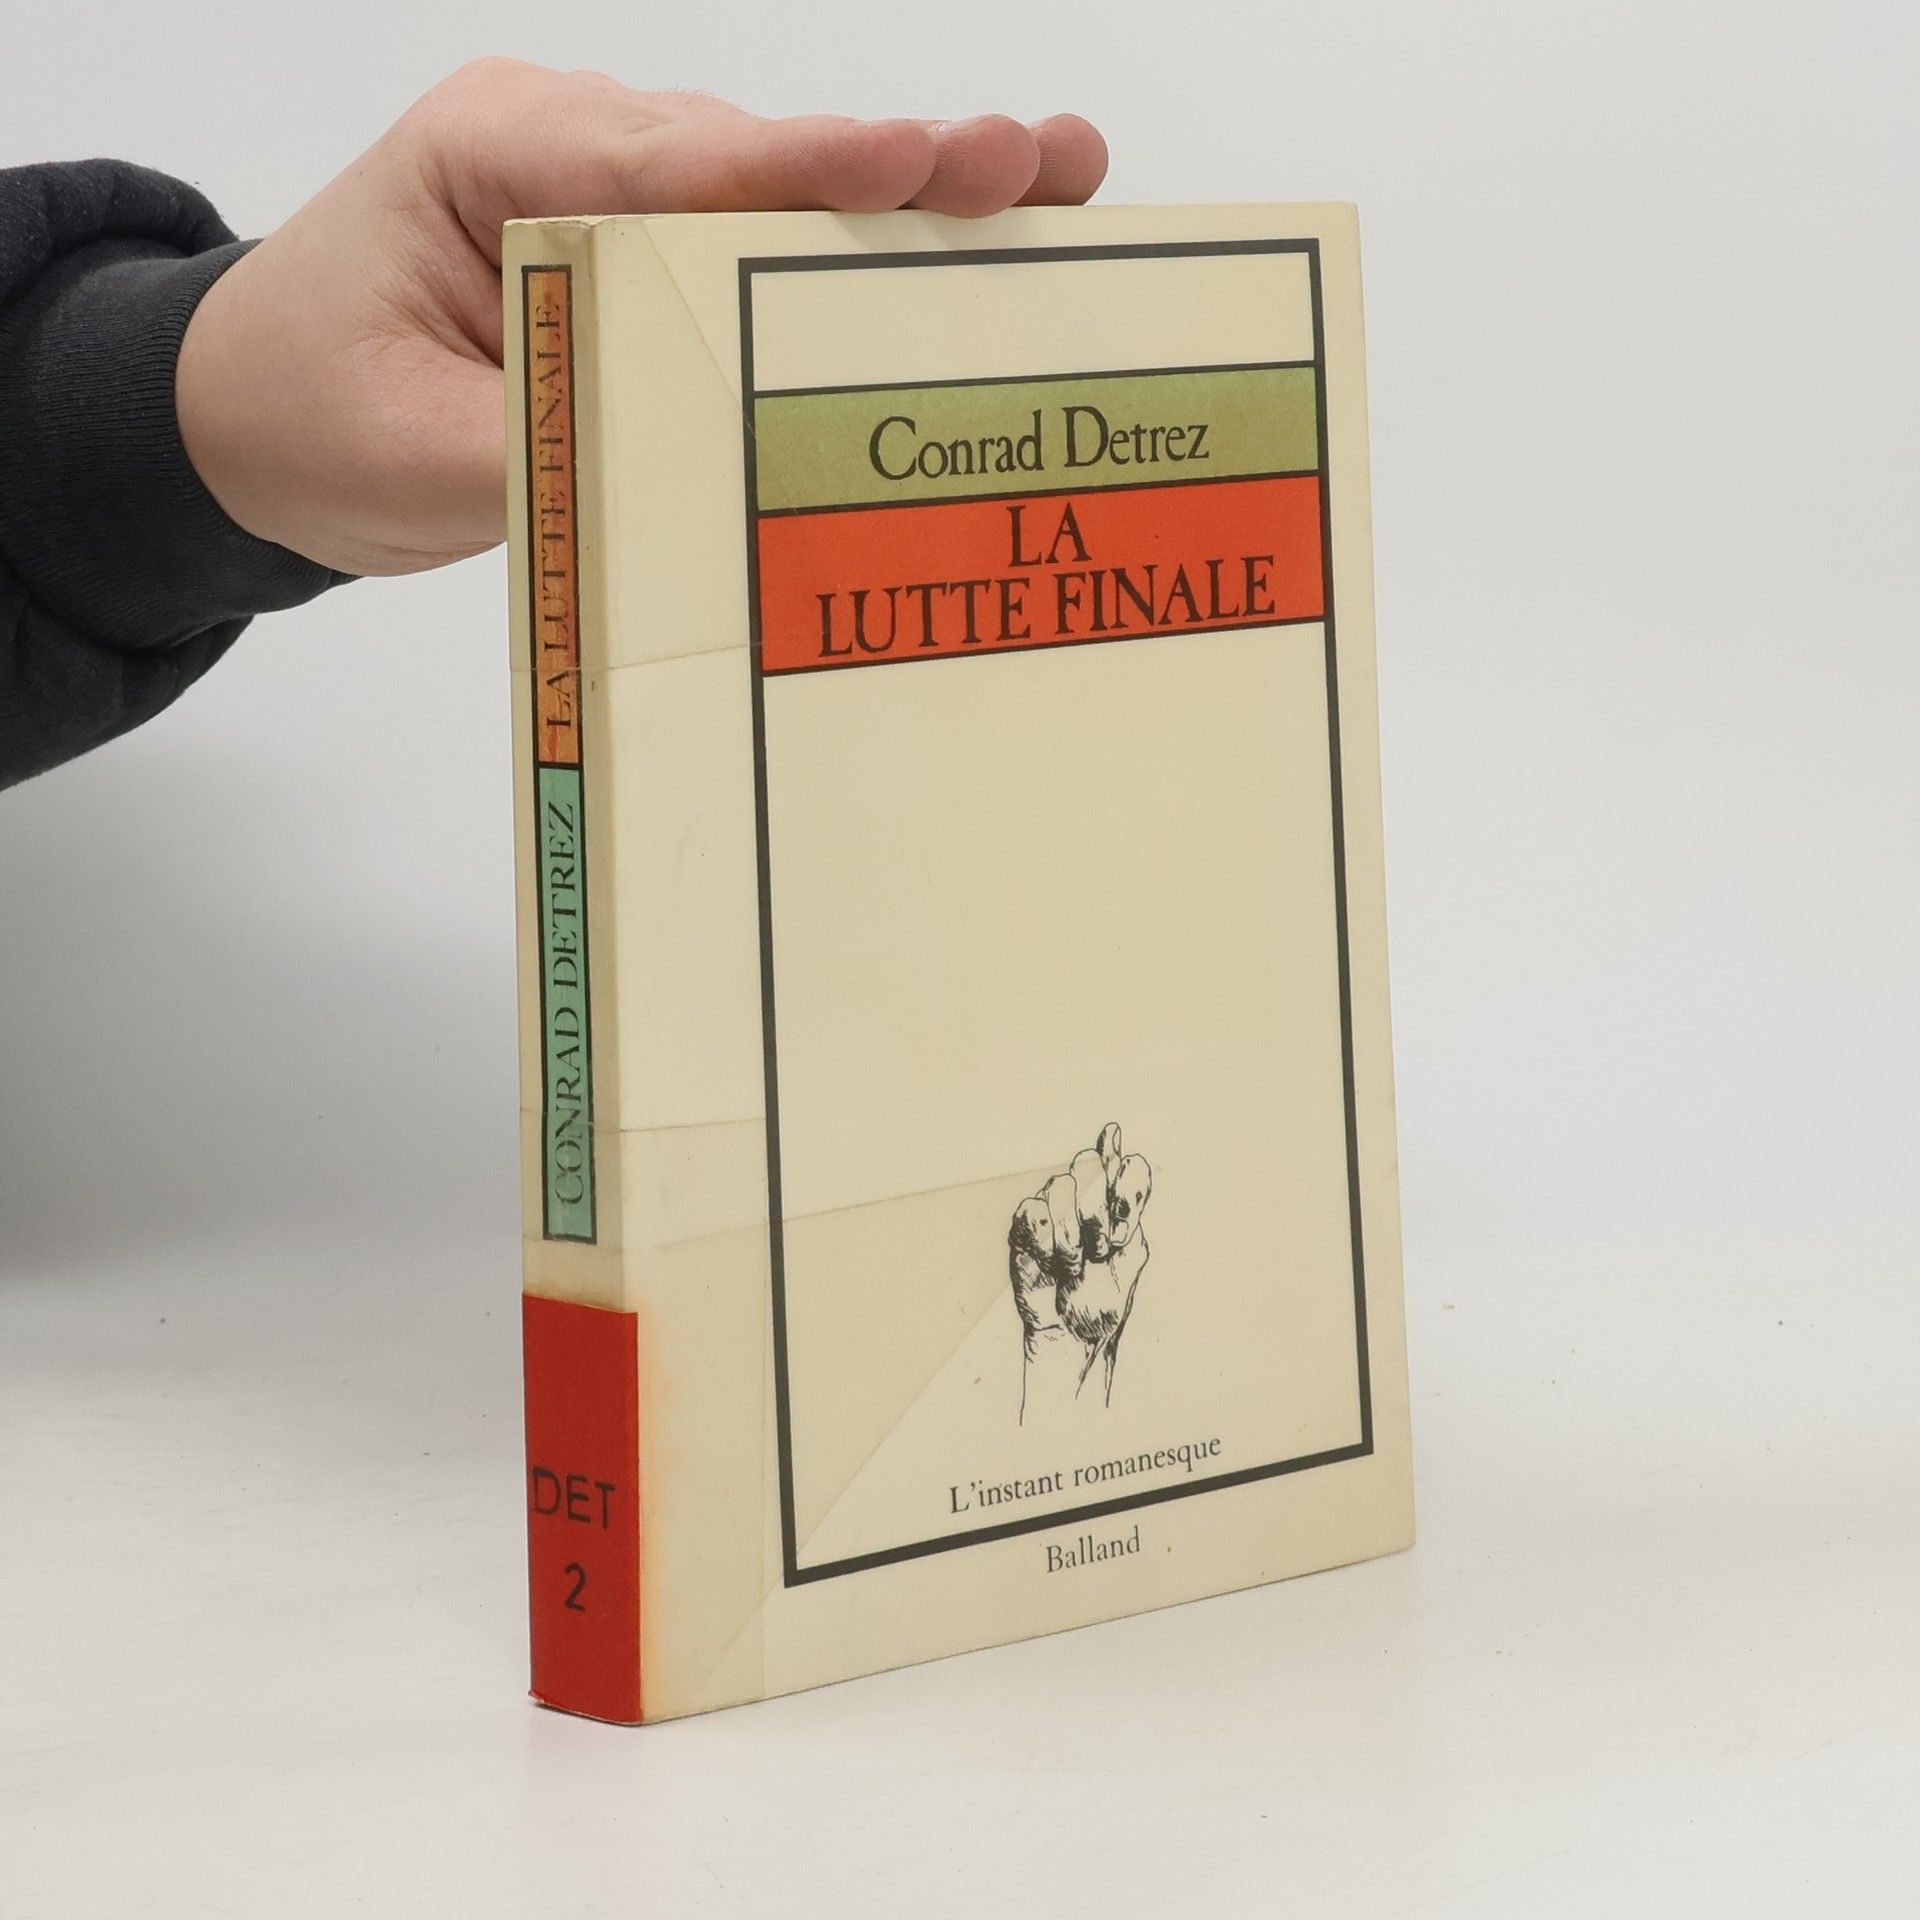 LA LUTTE FINALE
CONRAD DETREZ
DET
2
Conrad Detrez
LA
LUTTE FINALE
L'instant romanesque
Balland